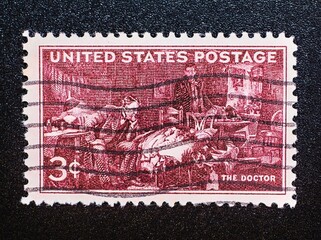 UNITED STATES POSTAGE
3¢
THE DOCTOR